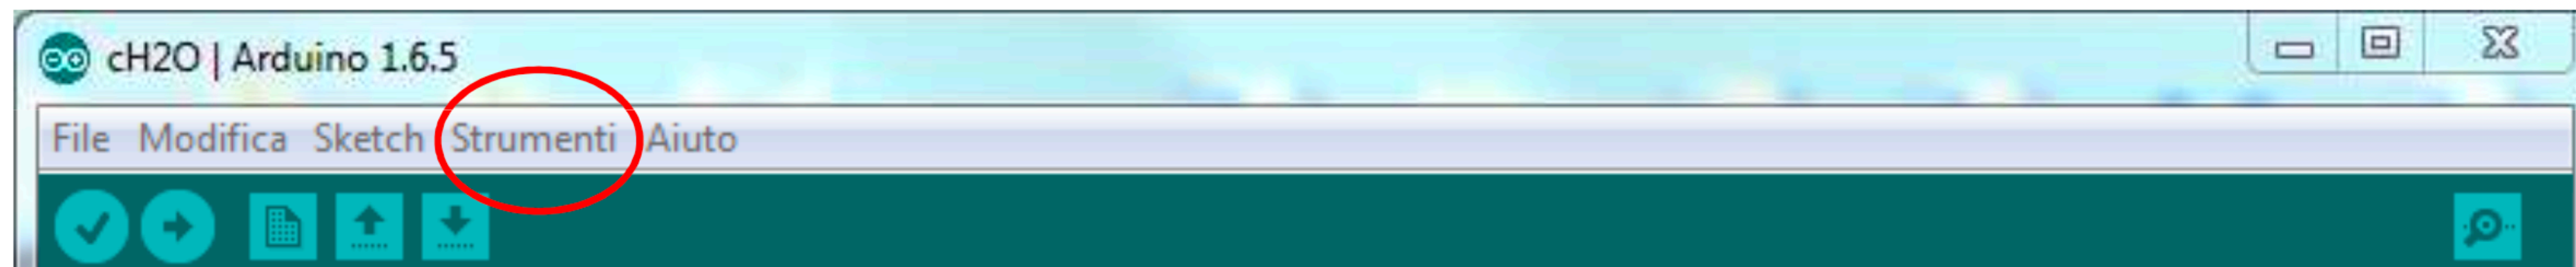 cH2O | Arduino 1.6.5
File Modifica Sketch Strumenti Aiuto